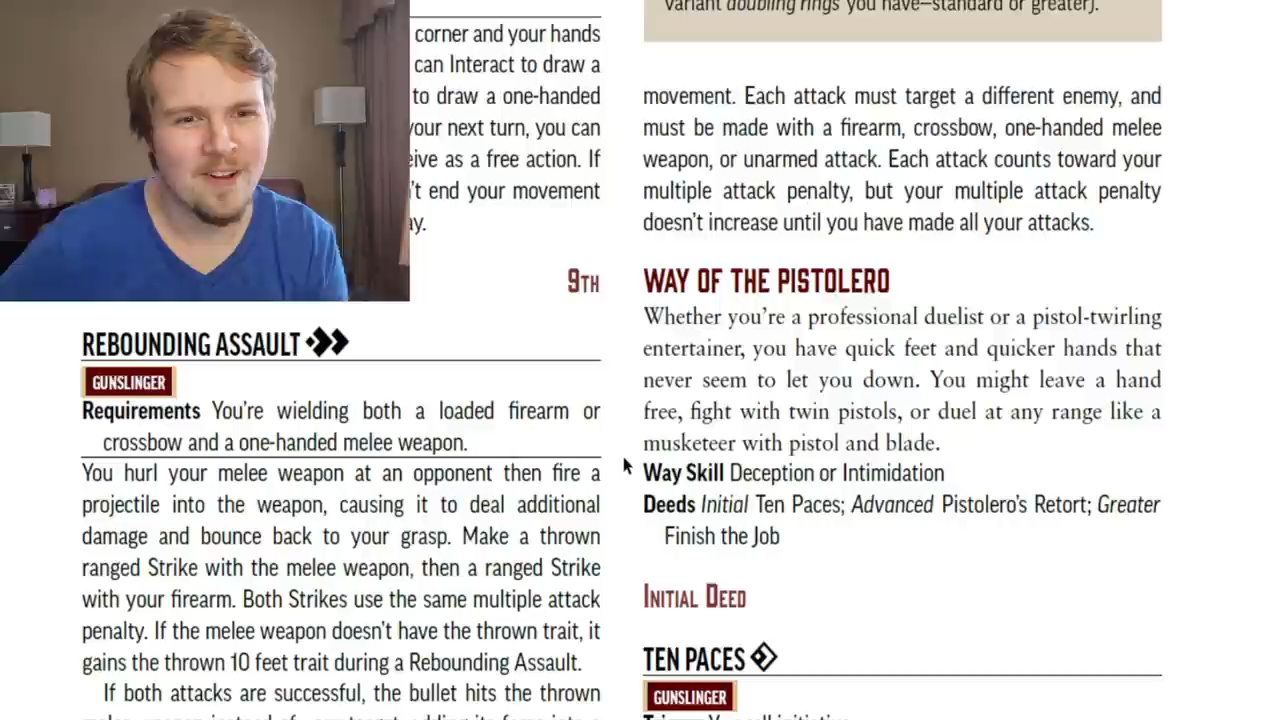 corner and your hands
can Interact to draw a
to draw a one-handed
your next turn, you can
as a free action. If
end your movement
9TH
REBOUNDING ASSAULT
GUNSLINGER
Requirements You're wielding both a loaded firearm or
crossbow and a one-handed melee weapon.
You hurl your melee weapon at an opponent then fire a
projectile into the weapon, causing it to deal additional
damage and bounce back to your grasp. Make a thrown
ranged Strike with the melee weapon, then a ranged Strike
with your firearm. Both Strikes use the same multiple attack
penalty. If the melee weapon doesn't have the thrown trait, it
gains the thrown 10 feet trait during a Rebounding Assault.
If both attacks are successful, the bullet hits the thrown
variant doubling rings you have—standard or greater).
movement. Each attack must target a different enemy, and
must be made with a firearm, crossbow, one-handed melee
weapon, or unarmed attack. Each attack counts toward your
multiple attack penalty, but your multiple attack penalty
doesn't increase until you have made all your attacks.
WAY OF THE PISTOLERO
Whether you're a professional duelist or a pistol-twirling
entertainer, you have quick feet and quicker hands that
never seem to let you down. You might leave a hand
free, fight with twin pistols, or duel at any range like a
musketeer with pistol and blade.
Way Skill Deception or Intimidation
Deeds Initial Ten Paces; Advanced Pistolero's Retort; Greater
Finish the Job
INITIAL DEED
TEN PACES
GUNSLINGER